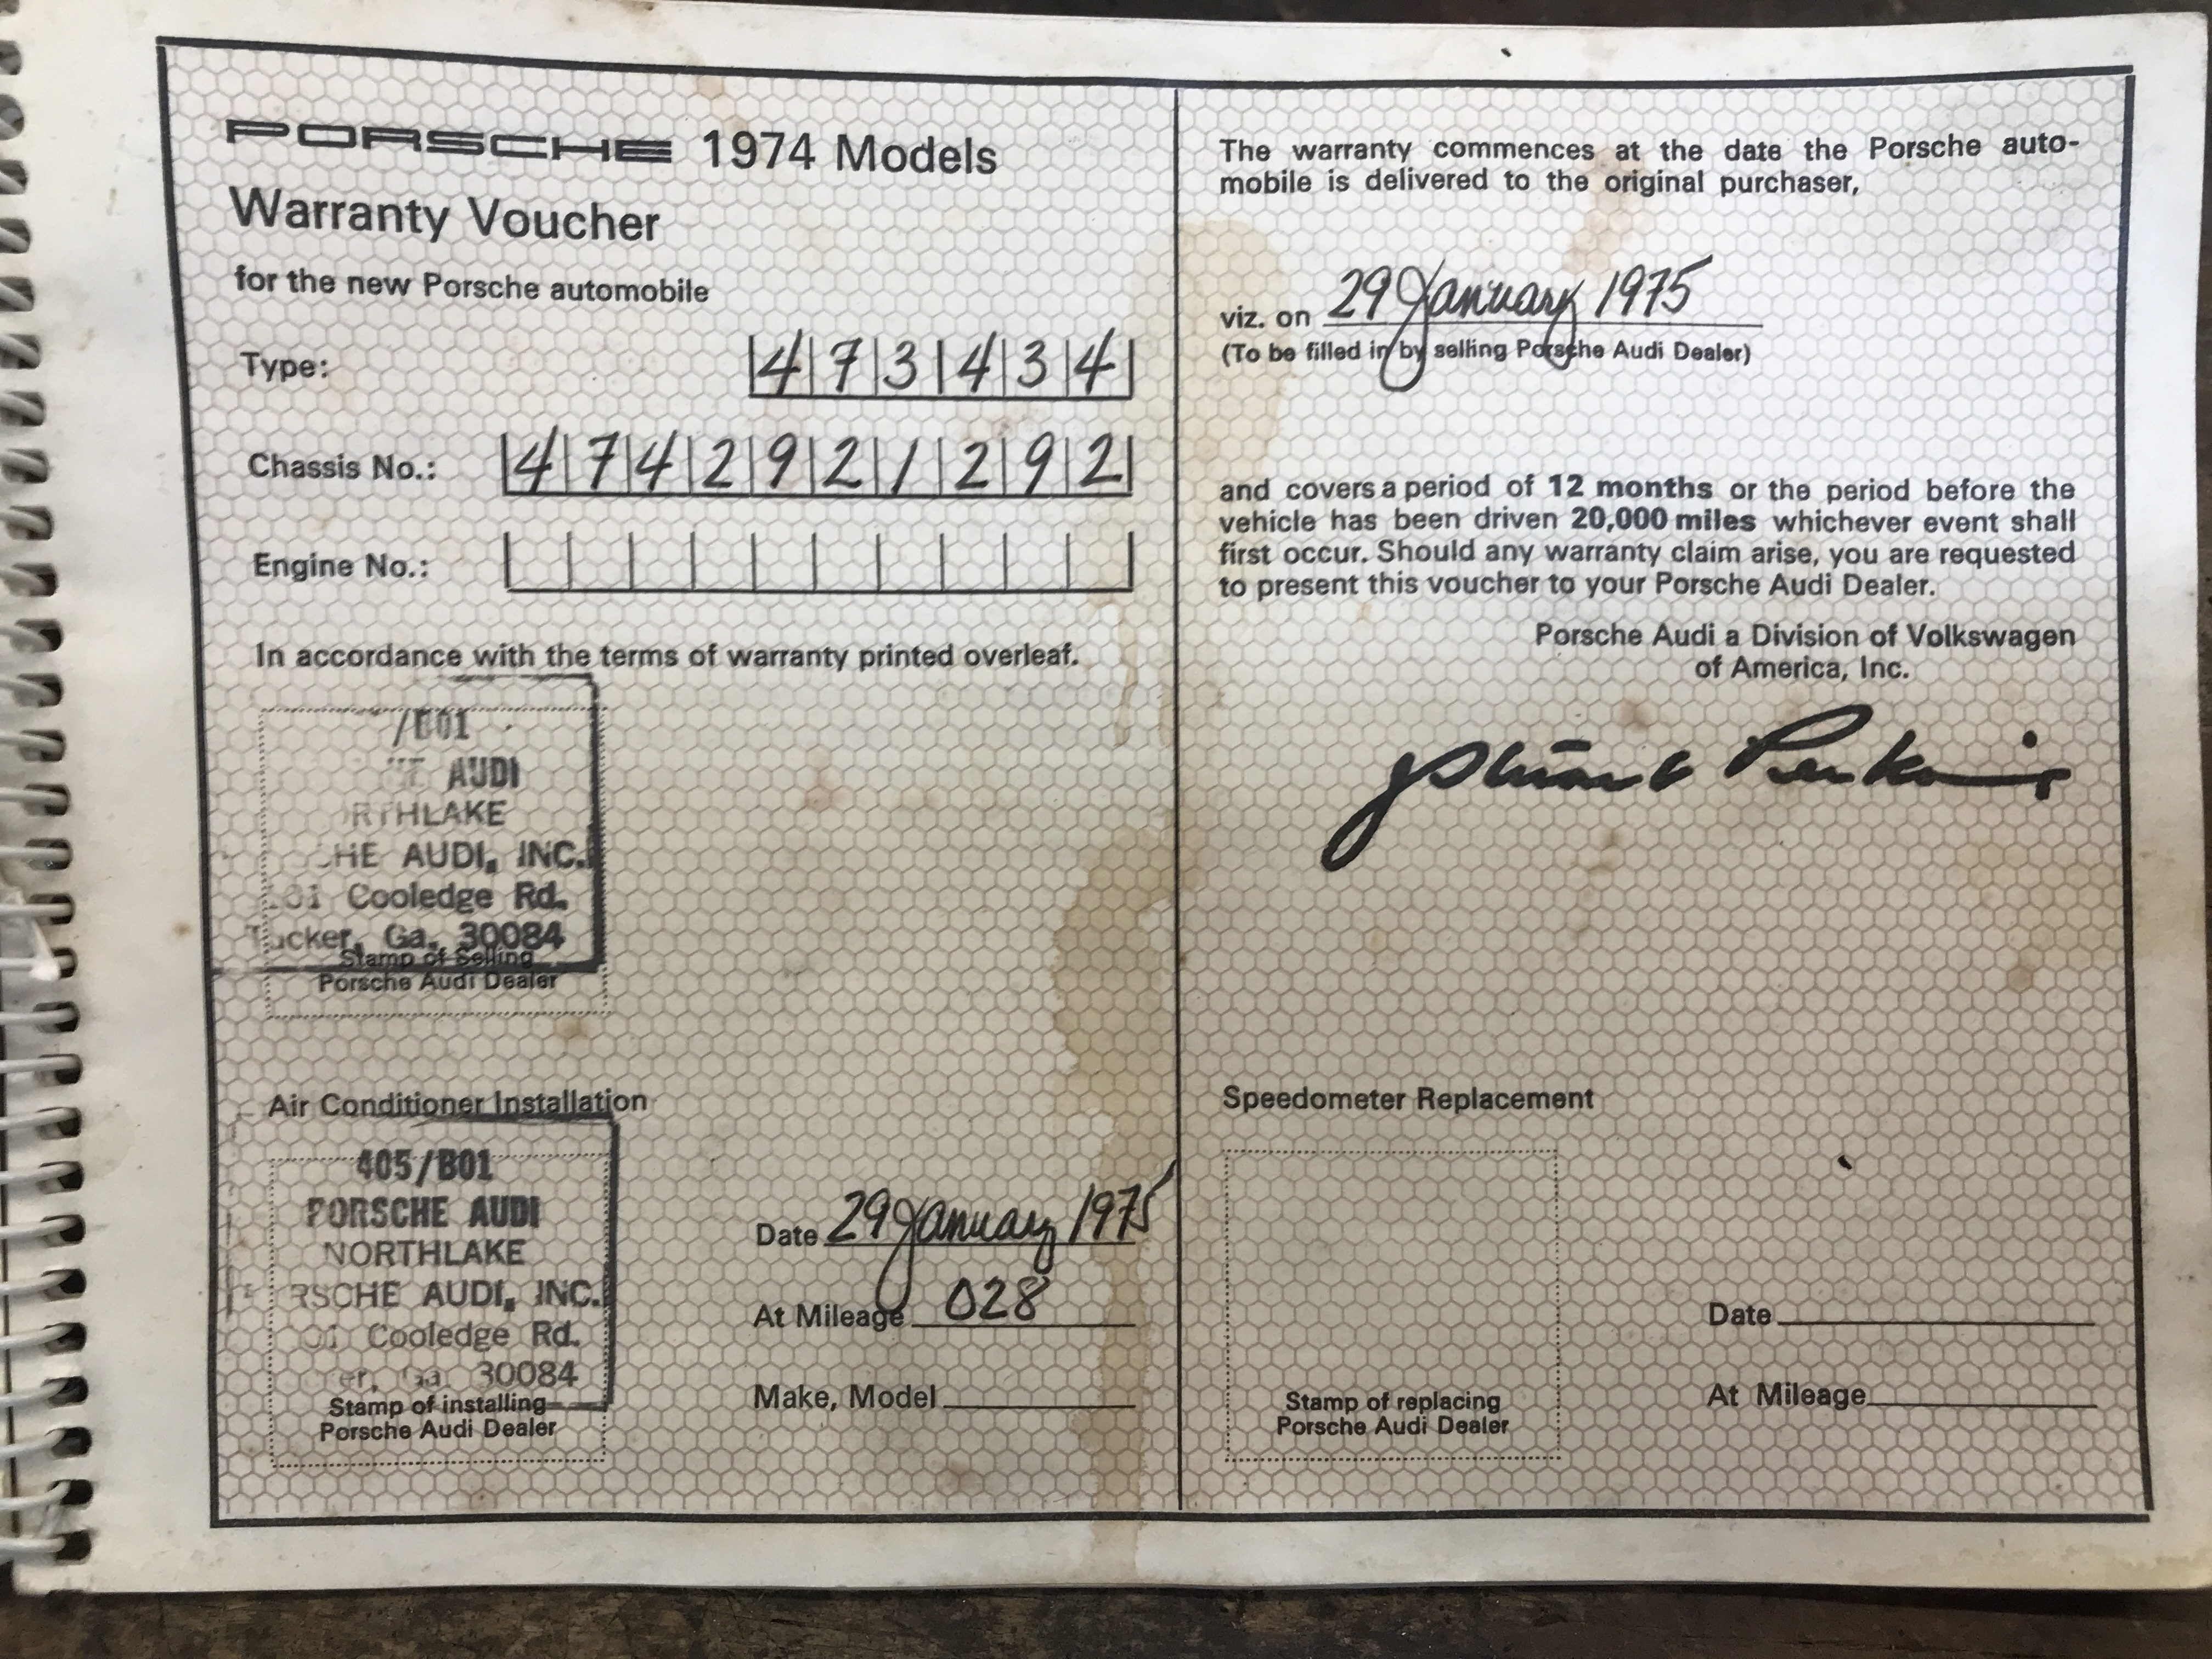 PORSCHE 1974 Models
Warranty Voucher
for the new Porsche automobile
Type: 473434
Chassis No.: 4742921292
Engine No.:
In accordance with the terms of warranty printed overleaf.
/B01
AUDI
RTHLAKE
HE AUDI, INC.
Cooledge Rd.
Tucker, Ga. 30084
Stamp of Selling
Porsche Audi Dealer
Air Conditioner Installation
405/B01
PORSCHE AUDI
NORTHLAKE
RSCHE AUDI, INC.
Cooledge Rd.
er, Ga. 30084
Stamp of installing
Porsche Audi Dealer
Date 29 January 1975
At Mileage 028
Make, Model
The warranty commences at the date the Porsche auto-
mobile is delivered to the original purchaser,
viz. on 29 January 1975
(To be filled in by selling Porsche Audi Dealer)
and covers a period of 12 months or the period before the
vehicle has been driven 20,000 miles whichever event shall
first occur. Should any warranty claim arise, you are requested
to present this voucher to your Porsche Audi Dealer.
Porsche Audi a Division of Volkswagen
of America, Inc.
Speedometer Replacement
Stamp of replacing
Porsche Audi Dealer
Date
At Mileage